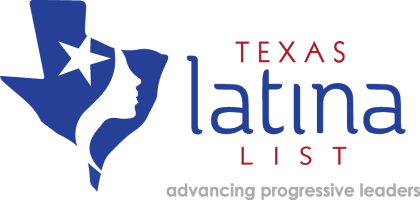 TEXAS
latina
LIST
advancing progressive leaders